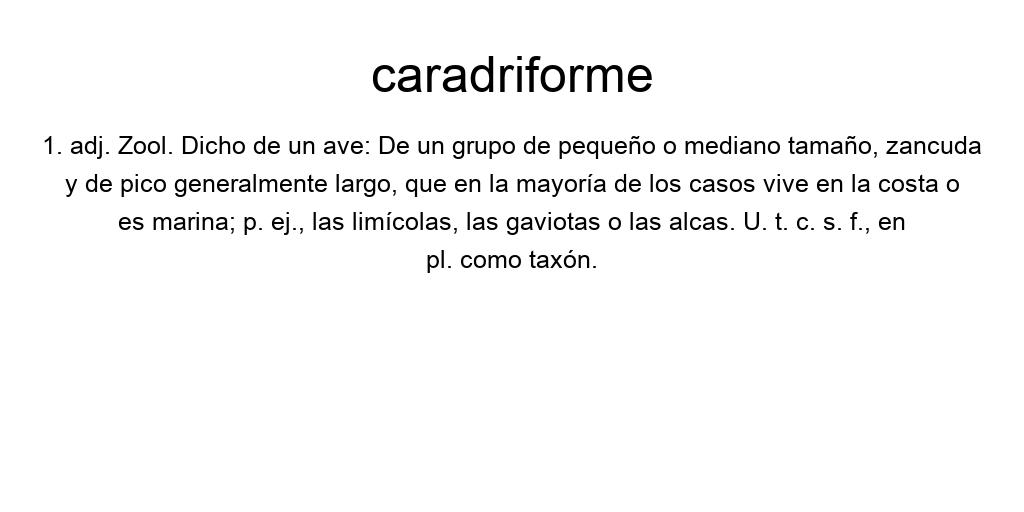 caradriforme
1. adj. Zool. Dicho de un ave: De un grupo de pequeño o mediano tamaño, zancuda
y de pico generalmente largo, que en la mayoría de los casos vive en la costa o
es marina; p. ej., las limícolas, las gaviotas o las alcas. U. t. c. s. f., en
pl. como taxón.